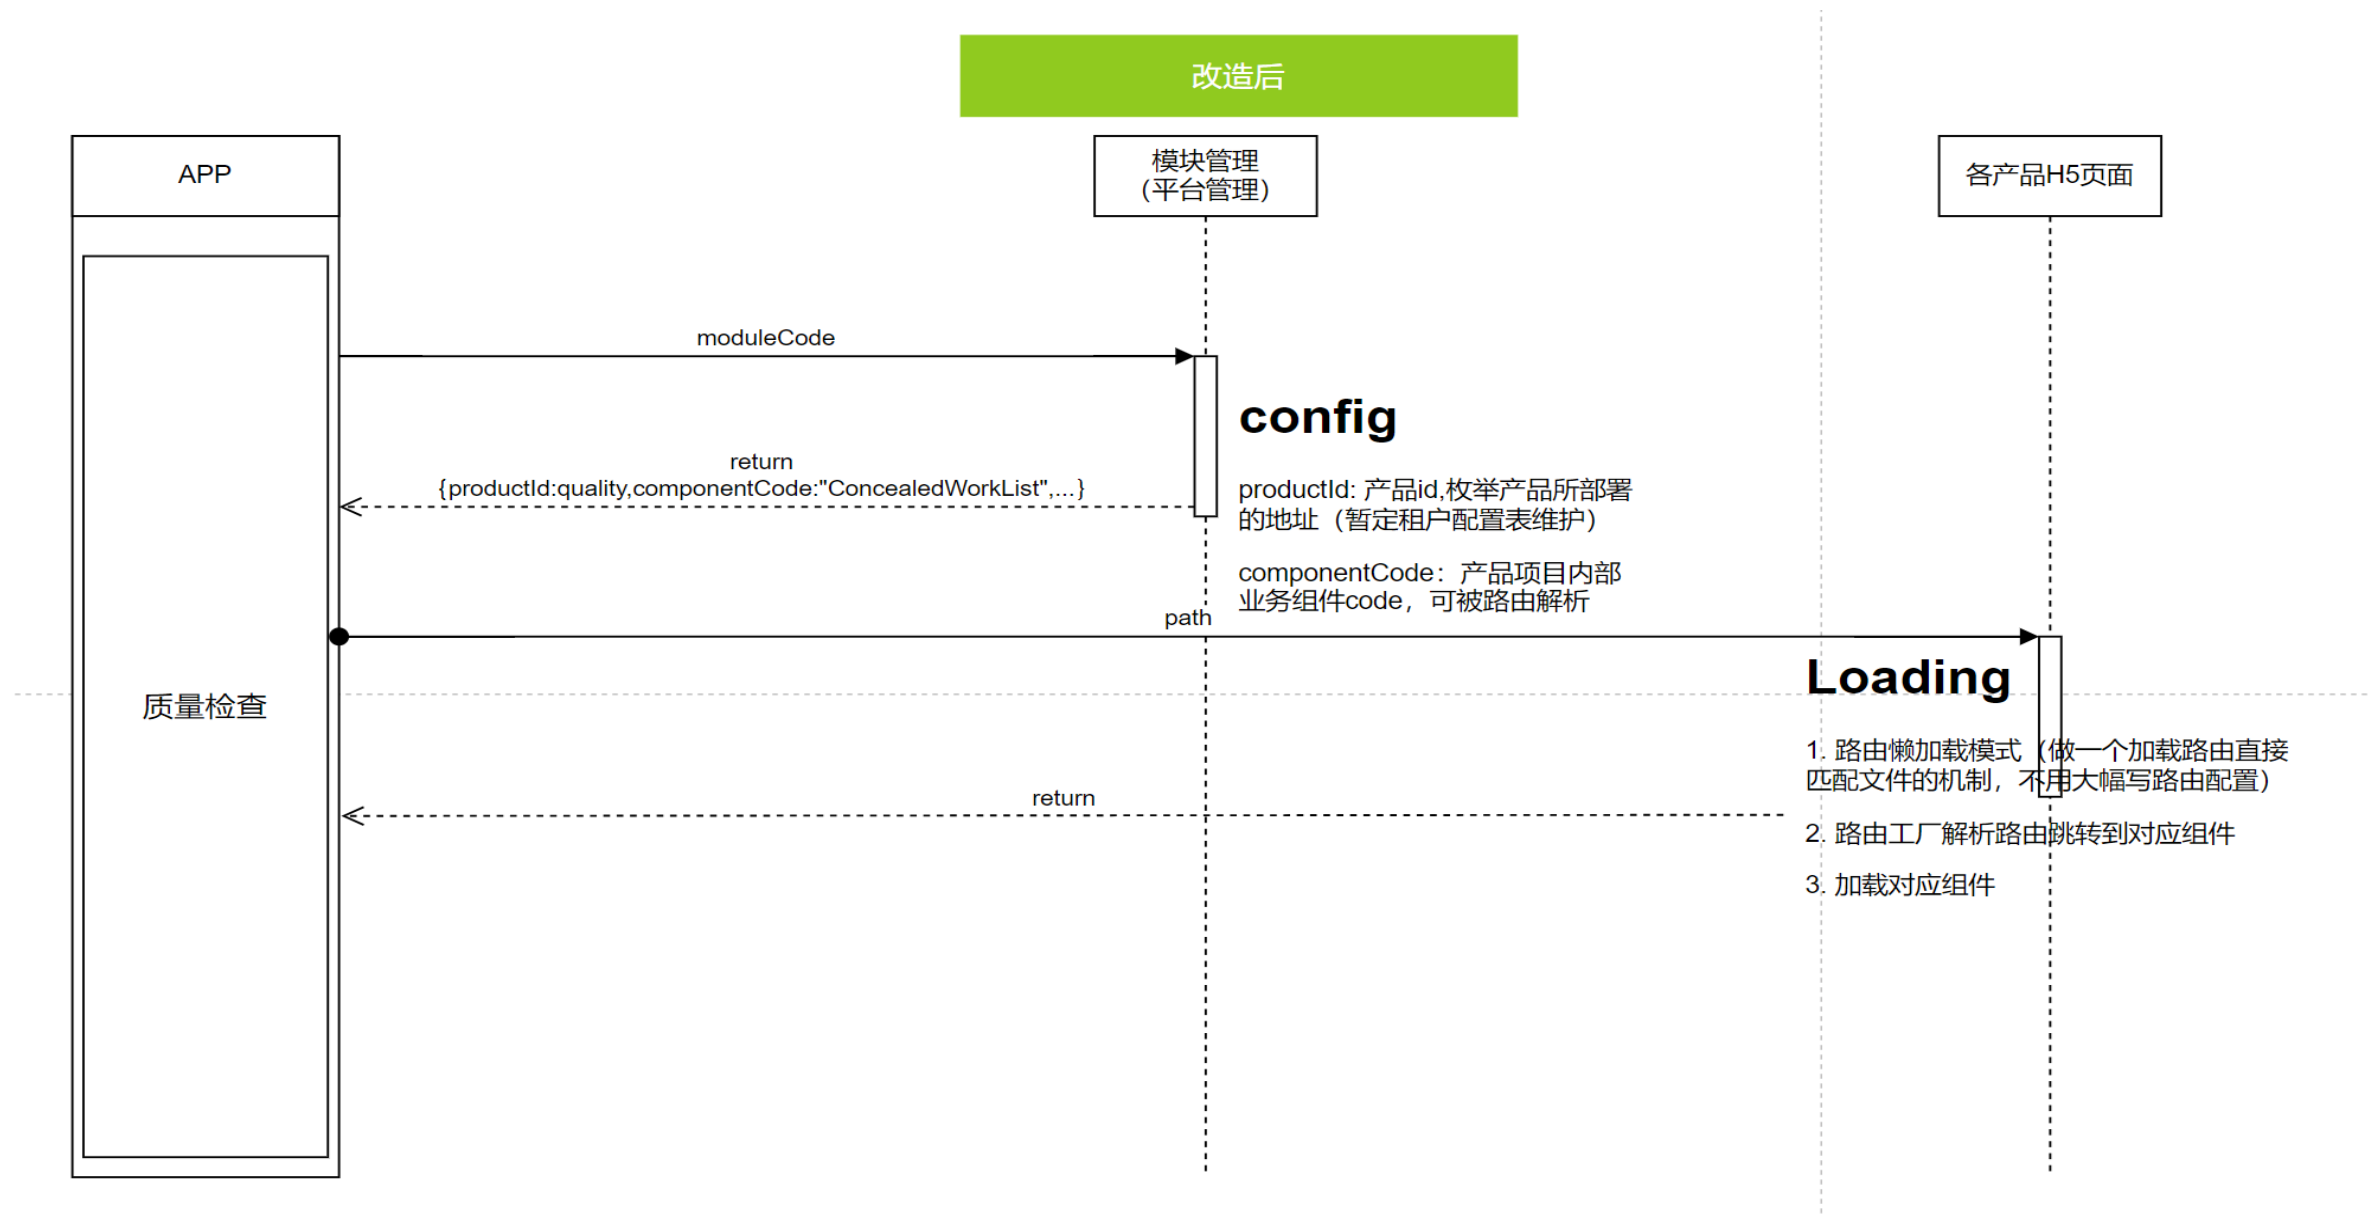 改造后
APP
模块管理
（平台管理）
各产品H5页面
moduleCode
config
return
{productId:quality,componentCode:"ConcealedWorkList",...}
productId: 产品id,枚举产品所部署
的地址（暂定租户配置表维护）
componentCode：产品项目内部
业务组件code，可被路由解析
path
Loading
质量检查
1. 路由懒加载模式（做一个加载路由直接
匹配文件的机制，不用大幅写路由配置）
return
2. 路由工厂解析路由跳转到对应组件
3. 加载对应组件